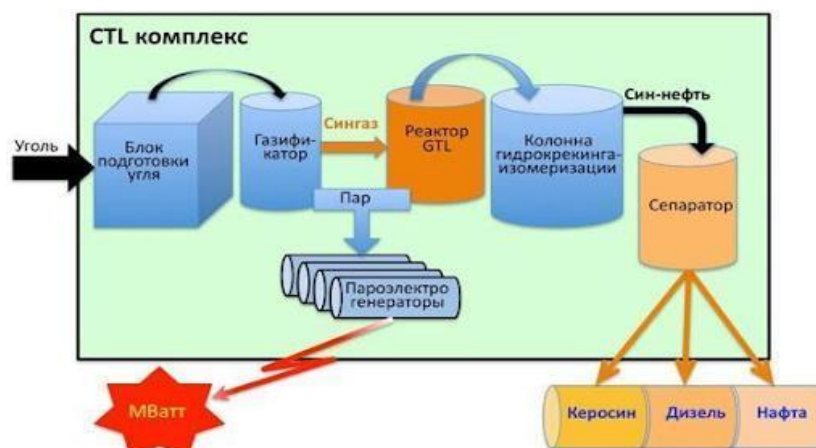 CTL комплекс
Син-нефть
Уголь
Блок
подготовки
угля
Газифи-
катор
Сингаз
Реактор
GTL
Колонна
гидрокрекинга-
изомеризации
Сепаратор
Пар
Пароэлектро
генераторы
МВатт
Керосин
Дизель
Нафта